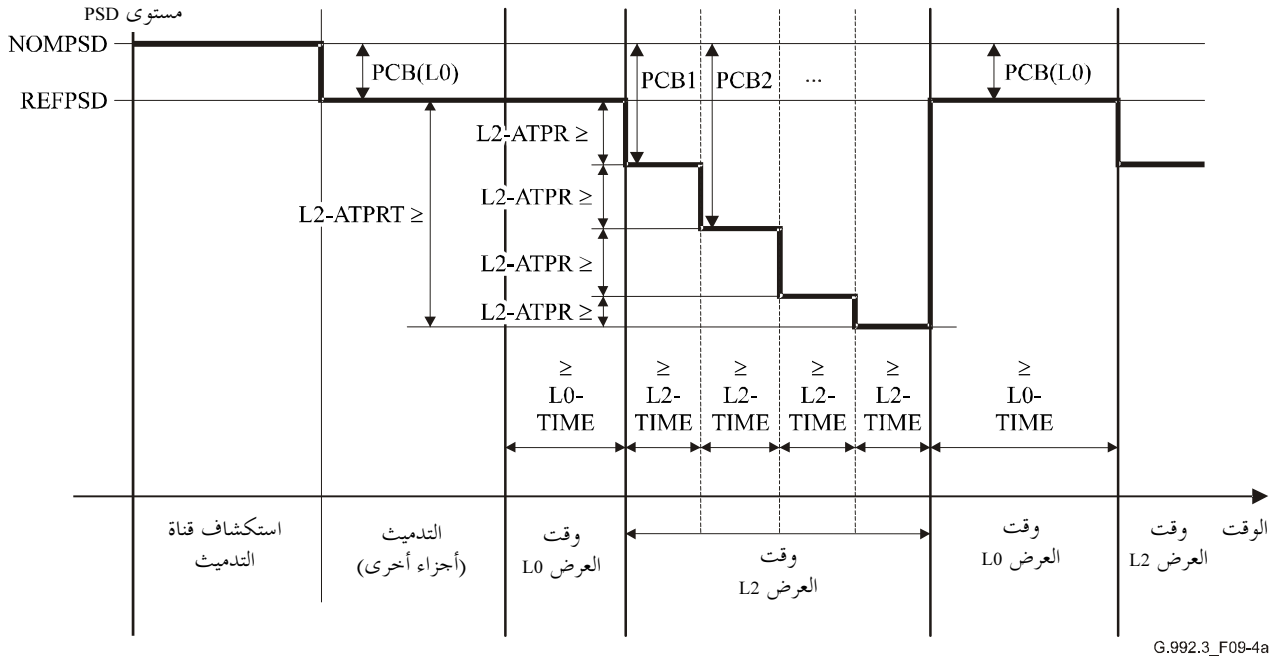 مستوى PSD
NOMPSD
REFPSD
PCB(L0)
PCB1
PCB2
...
PCB(L0)
L2-ATPR ≥
L2-ATPR ≥
L2-ATPRT ≥
L2-ATPR ≥
L2-ATPR ≥
≥
L0-
TIME
≥
L2-
TIME
≥
L2-
TIME
≥
L2-
TIME
≥
L2-
TIME
≥
L0-
TIME
الوقت
استكشاف قناة
التدميث
التدميث
(أجزاء أخرى)
وقت
العرض L0
وقت
العرض L2
وقت
العرض L0
وقت
العرض L2
G.992.3_F09-4a